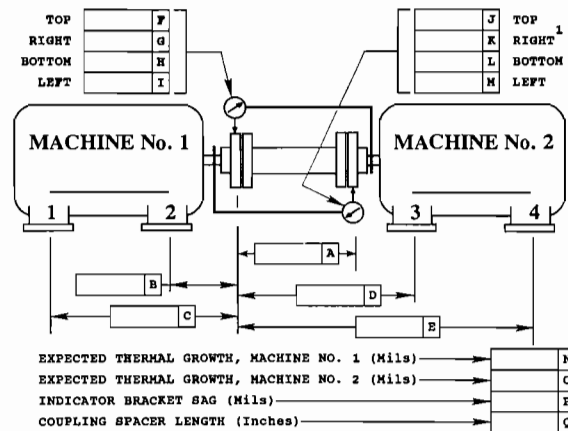 TOP F
RIGHT G
BOTTOM H
LEFT I
J TOP
K RIGHT 1
L BOTTOM
M LEFT
MACHINE No. 1
MACHINE No. 2
1 2 3 4
A
B D
C E
EXPECTED THERMAL GROWTH, MACHINE NO. 1 (Mils) N
EXPECTED THERMAL GROWTH, MACHINE NO. 2 (Mils) O
INDICATOR BRACKET SAG (Mils) P
COUPLING SPACER LENGTH (Inches) Q